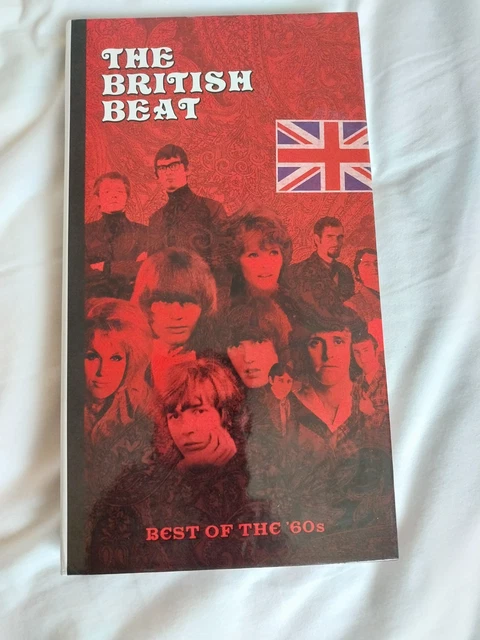 THE
BRITISH
BEAT
BEST OF THE '60s